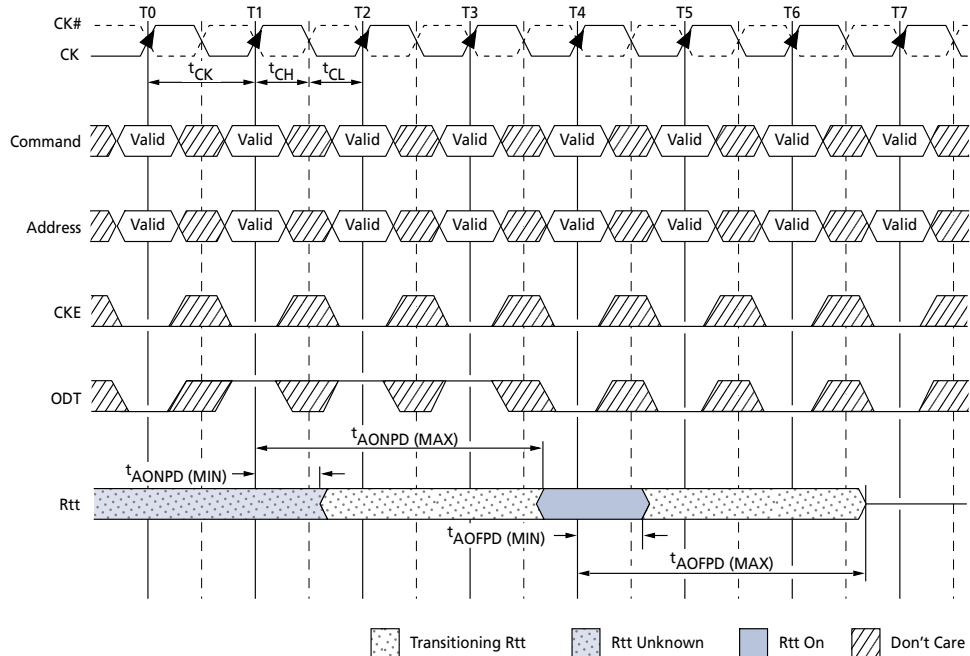 T0 T1 T2 T3 T4 T5 T6 T7
CK#
CK
tCK tCH tCL
Command Valid Valid Valid Valid Valid Valid Valid Valid
Address Valid Valid Valid Valid Valid Valid Valid Valid
CKE
ODT
tAONPD (MAX)
tAONPD (MIN)
Rtt
tAOFPD (MIN)
tAOFPD (MAX)
Transitioning Rtt Rtt Unknown Rtt On Don't Care